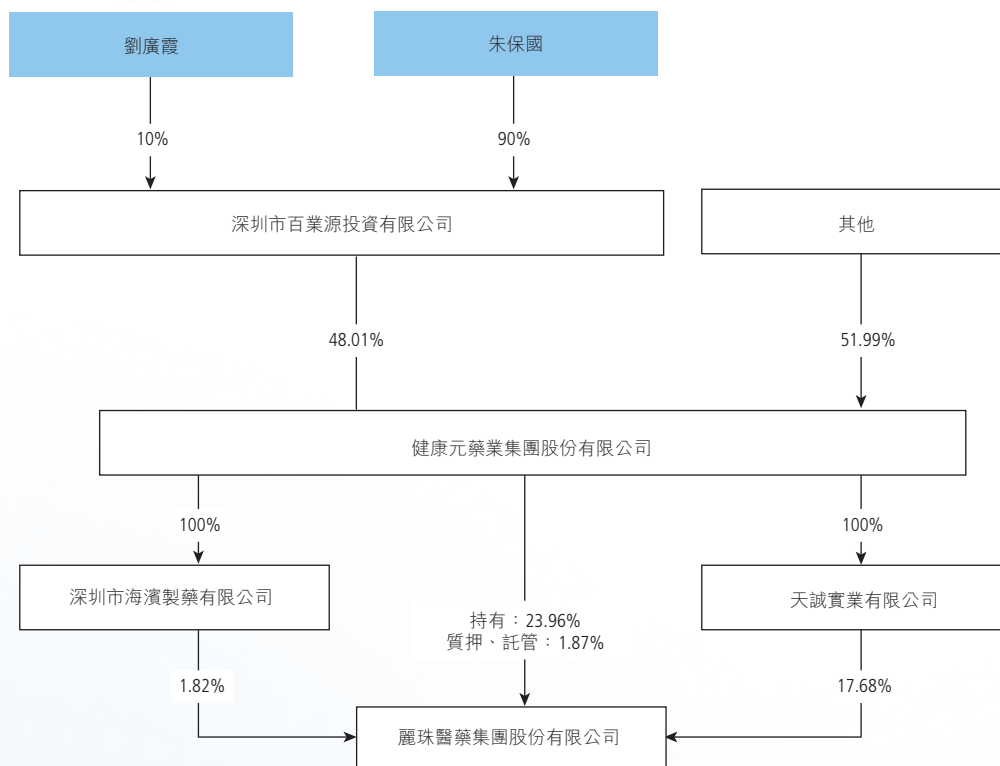 劉廣霞
朱保國
10%
90%
深圳市百業源投資有限公司
其他
48.01%
51.99%
健康元藥業集團股份有限公司
100%
100%
深圳市海濱製藥有限公司
天誠實業有限公司
持有：23.96%
質押、託管：1.87%
1.82%
17.68%
麗珠醫藥集團股份有限公司